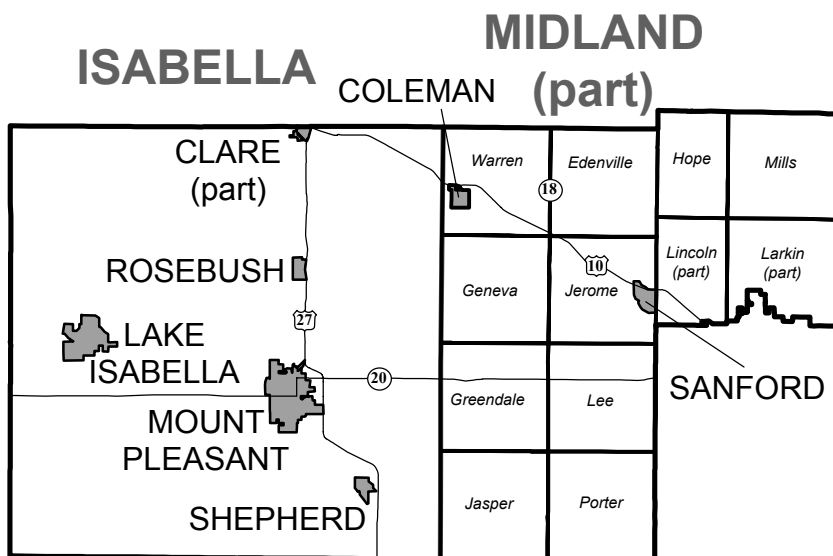 ISABELLA
MIDLAND
(part)
COLEMAN
CLARE
(part)
Warren
Edenville
Hope
Mills
18
ROSEBUSH
Lincoln
(part)
Larkin
(part)
10
Geneva
Jerome
27
LAKE
ISABELLA
20
SANFORD
MOUNT
PLEASANT
Greendale
Lee
SHEPHERD
Jasper
Porter